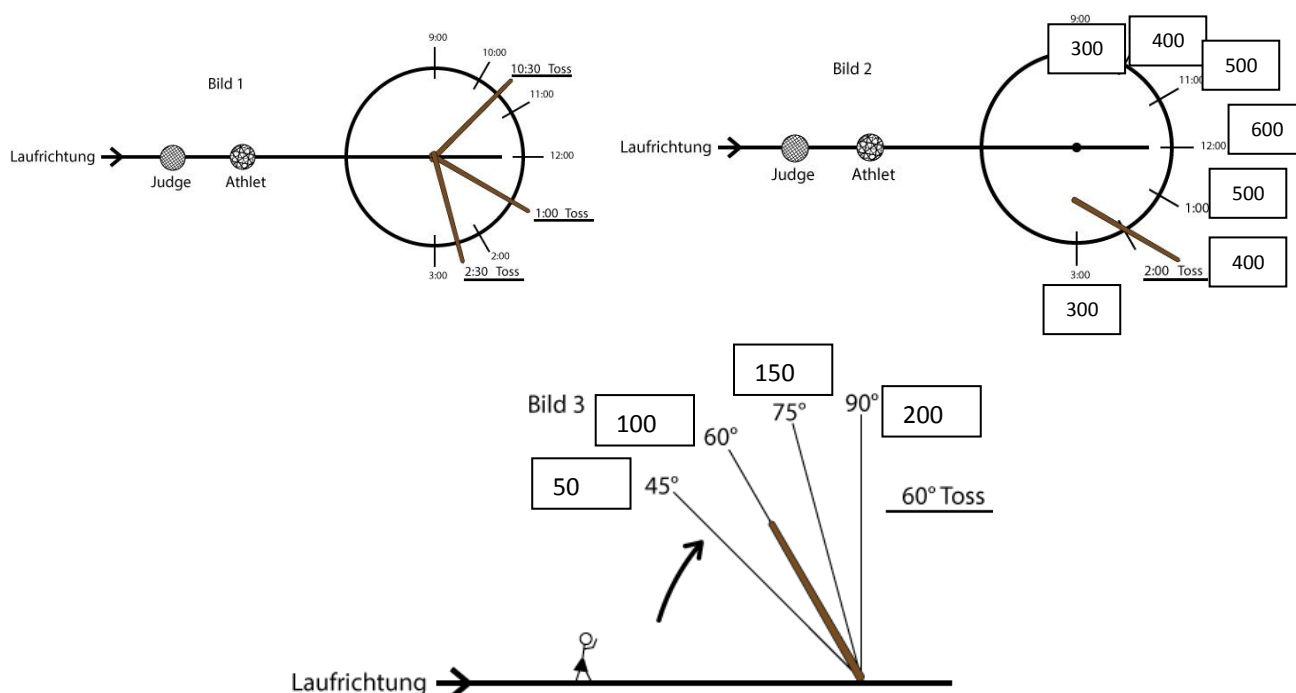 Bild 1
9:00
10:00
10:30 Toss
11:00
Laufrichtung
Judge
Athlet
12:00
1:00 Toss
2:00
2:30 Toss
3:00
Bild 2
9:00
300
400
500
11:00
600
Laufrichtung
Judge
Athlet
12:00
500
1:00
400
2:00 Toss
3:00
300
Bild 3
150
200
100
90°
75°
60°
50
45°
60° Toss
Laufrichtung